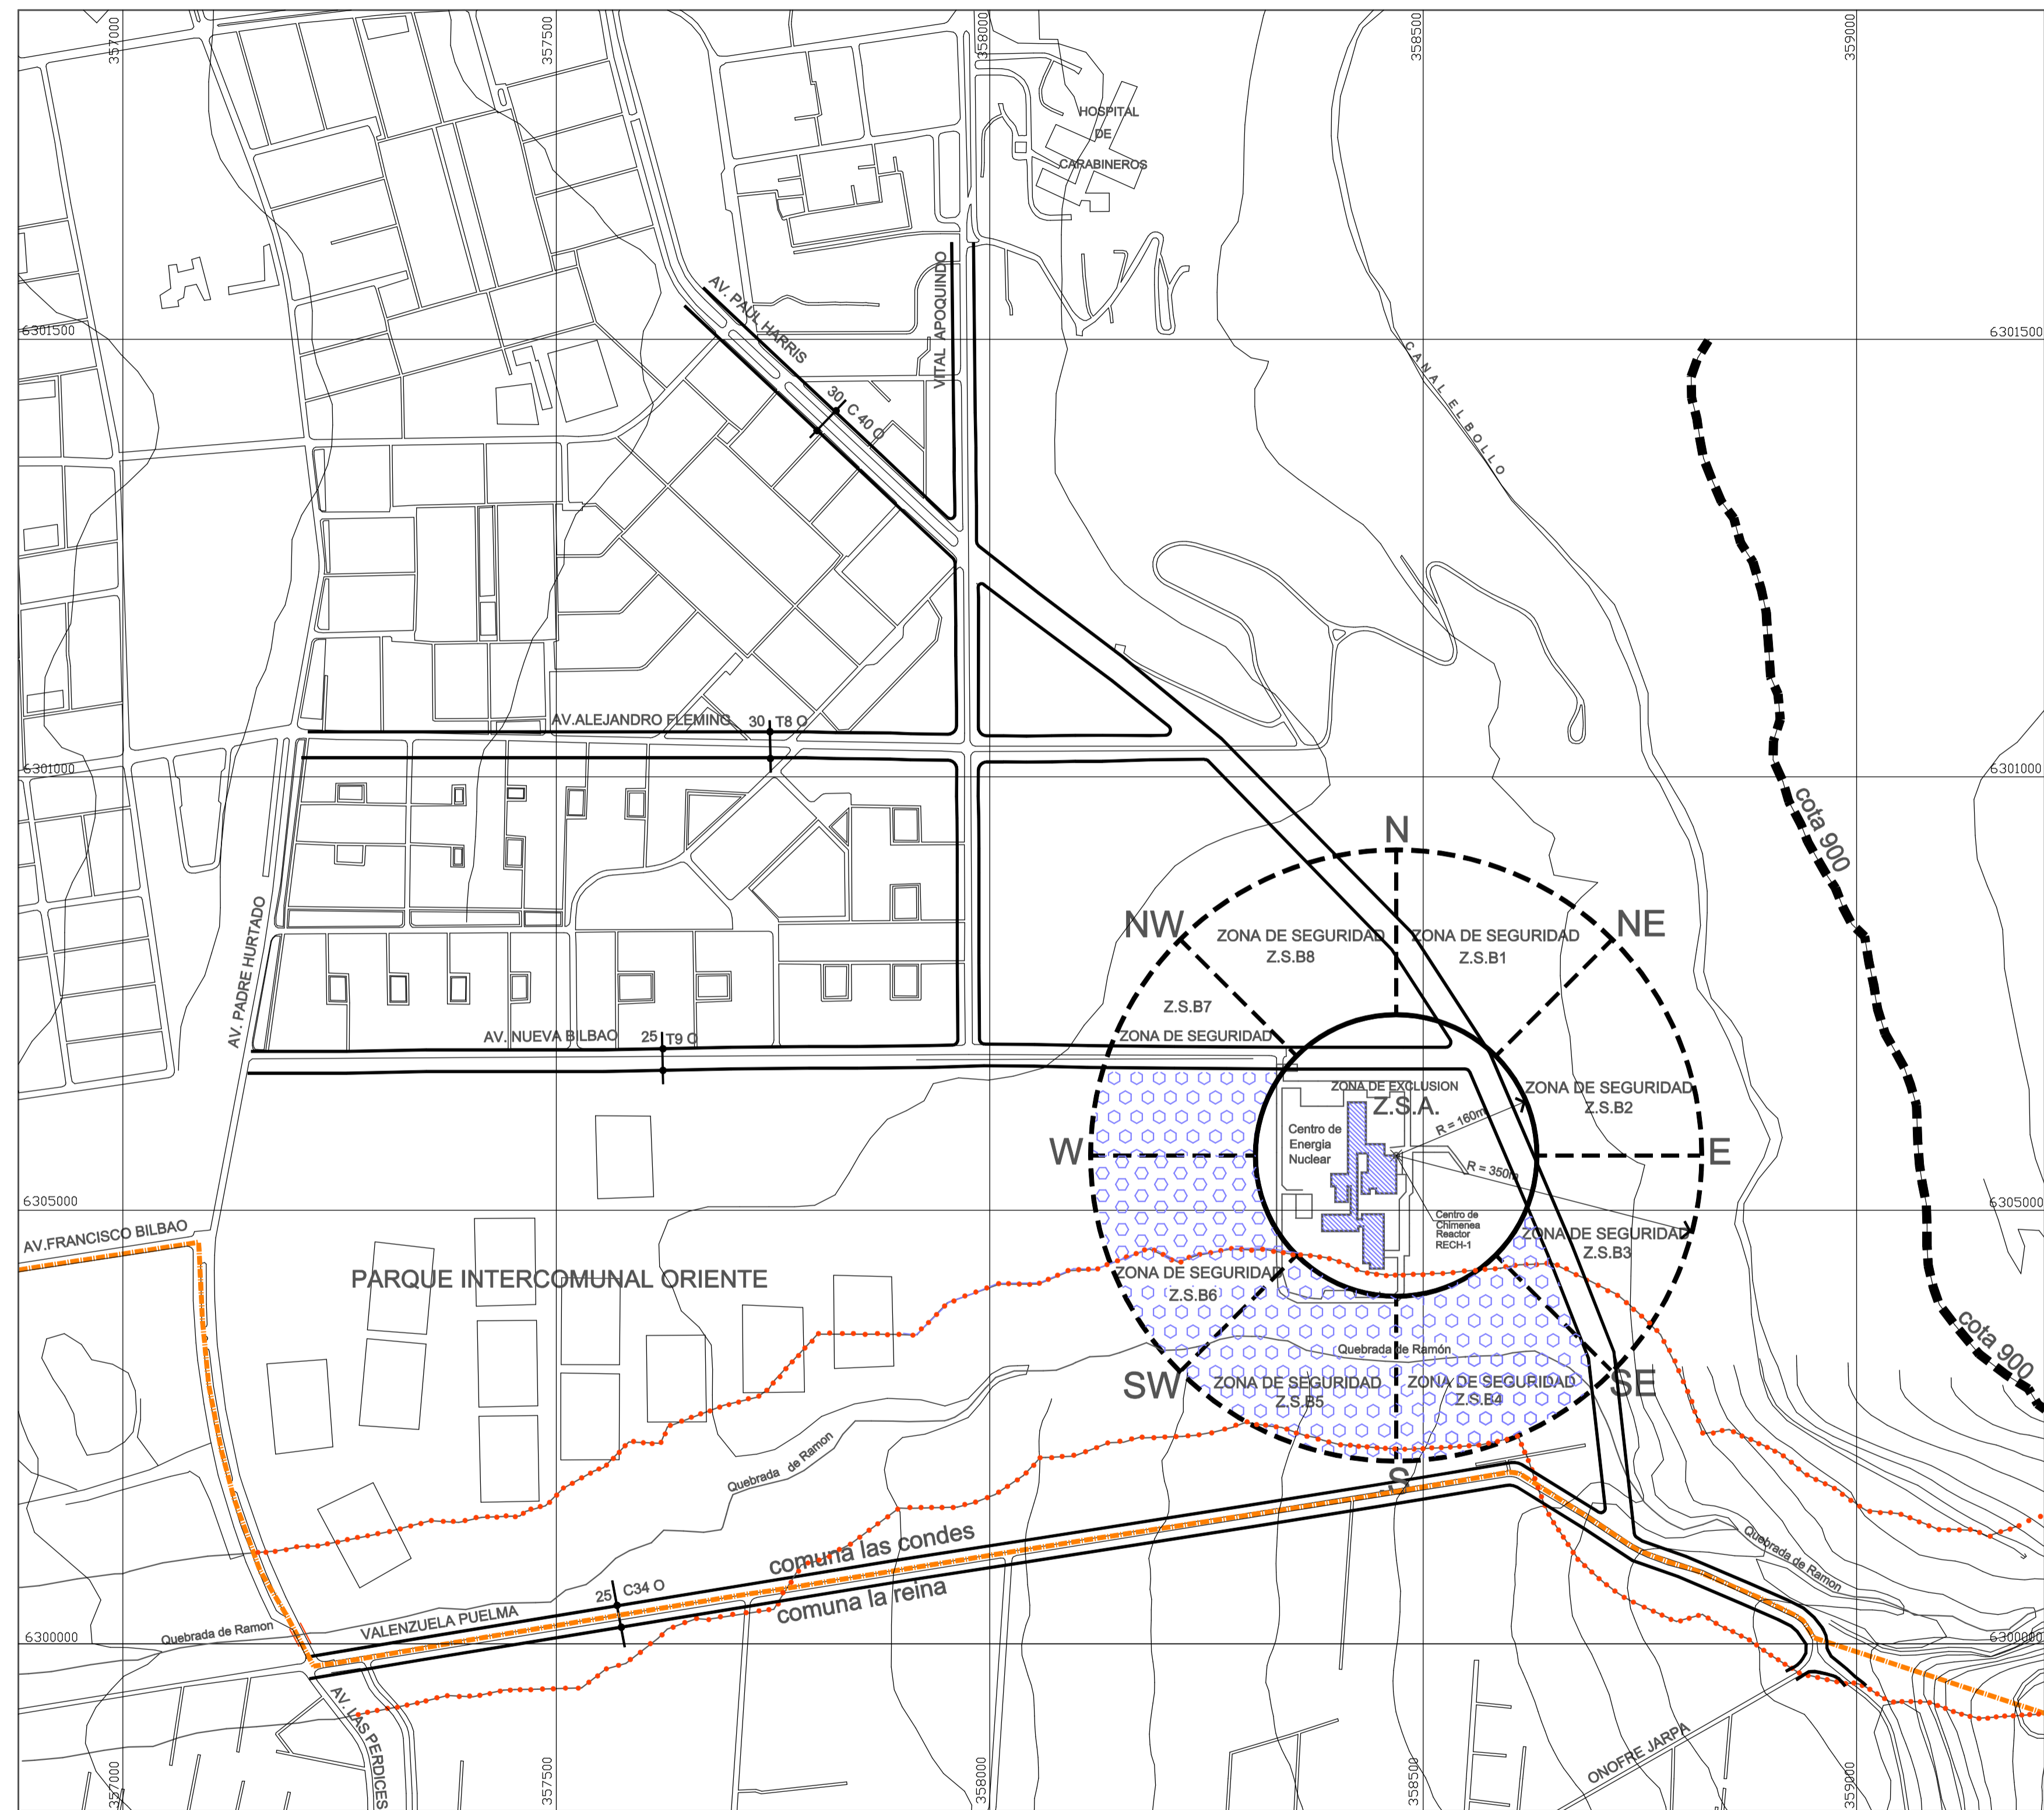 357000
357500
358000
358500
359000
HOSPITAL
DE
CARABINEROS
AV. PAUL HARRIS
VITAL APOQUINDO
6301500
6301500
CANAL EL BOLLO
30 C 40 O
AV.ALEJANDRO FLEMING 30 T8 O
6301000
6301000
cota 900
N
NW
NE
ZONA DE SEGURIDAD
Z.S.B8
ZONA DE SEGURIDAD
Z.S.B1
AV. PADRE HURTADO
Z.S.B7
ZONA DE SEGURIDAD
AV. NUEVA BILBAO 25 T9 O
ZONA DE EXCLUSION
Z.S.A.
ZONA DE SEGURIDAD
Z.S.B2
R = 160m
Centro de
Energia
Nuclear
W
E
R = 350m
6305000
6305000
Centro de
Chimenea
Reactor
RECH-1
AV.FRANCISCO BILBAO
ZONA DE SEGURIDAD
Z.S.B3
PARQUE INTERCOMUNAL ORIENTE
ZONA DE SEGURIDAD
Z.S.B6
cota 900
Quebrada de Ramón
SW
SE
ZONA DE SEGURIDAD
Z.S.B5
ZONA DE SEGURIDAD
Z.S.B4
Quebrada de Ramon
S
comuna las condes
comuna la reina
Quebrada de Ramon
25 C34 O
VALENZUELA PUELMA
Quebrada de Ramon
6300000
6300000
AV. LAS PERDICES
ONOFRE JARPA
357000
357500
358000
358500
359000